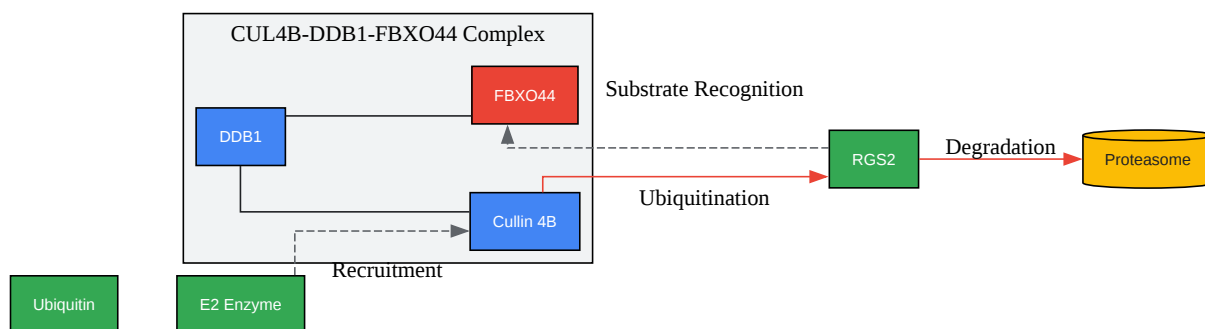 CUL4B-DDB1-FBXO44 Complex
FBXO44
Substrate Recognition
DDB1
RGS2
Degradation
Proteasome
Ubiquitination
Cullin 4B
Recruitment
Ubiquitin
E2 Enzyme